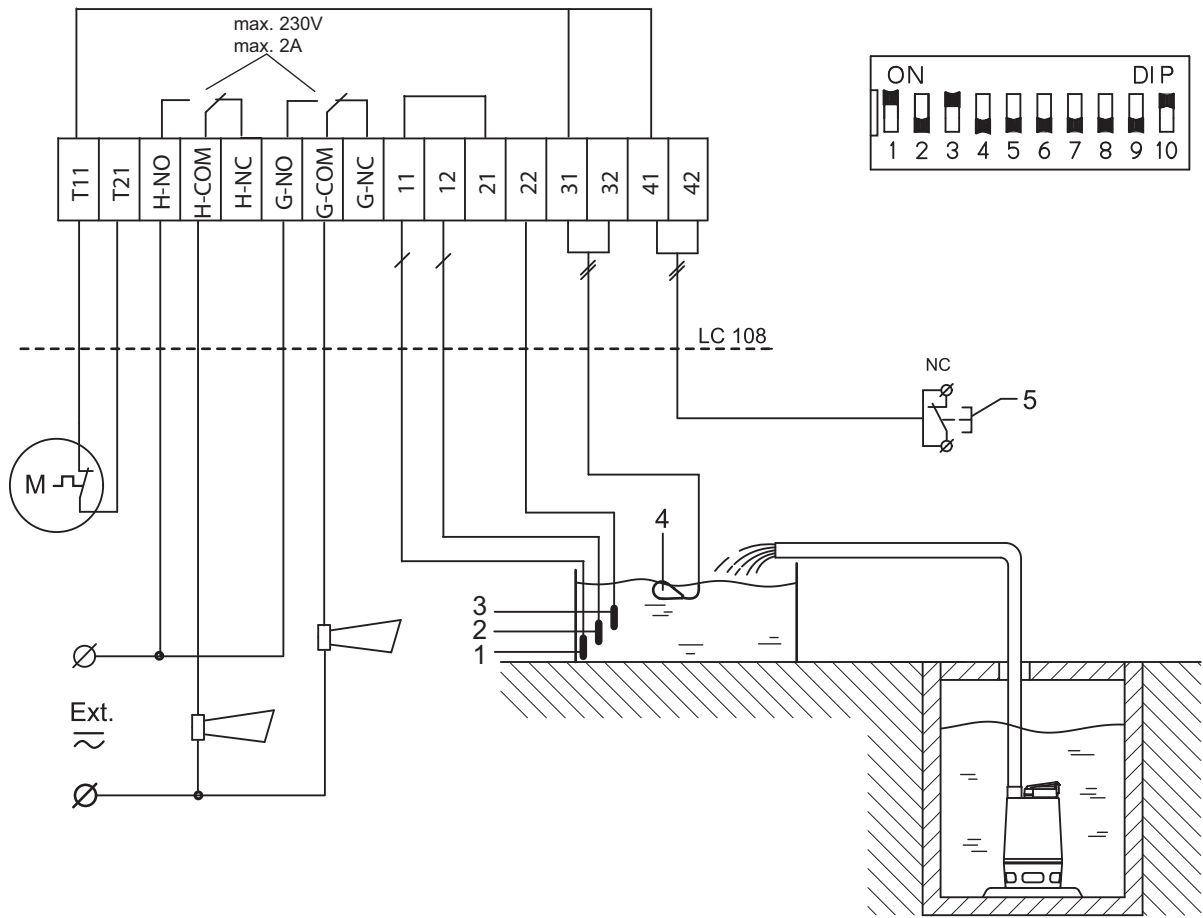 max. 230V
max. 2A
ON DIP
1 2 3 4 5 6 7 8 9 10
T11 T21 H-NO H-COM H-NC G-NO G-COM G-NC 11 12 21 22 31 32 41 42
LC 108
NC
5
M
4
3
2
1
Ext.